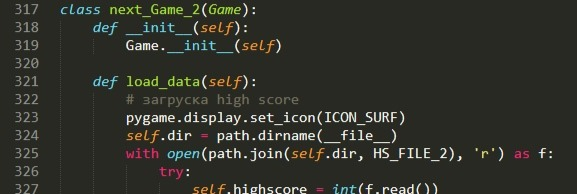 317 class next_Game_2(Game):
318     def __init__(self):
319         Game.__init__(self)
320
321     def load_data(self):
322         # загруска high score
323         pygame.display.set_icon(ICON_SURF)
324         self.dir = path.dirname(__file__)
325         with open(path.join(self.dir, HS_FILE_2), 'r') as f:
326             try:
327                 self.highscore = int(f.read())